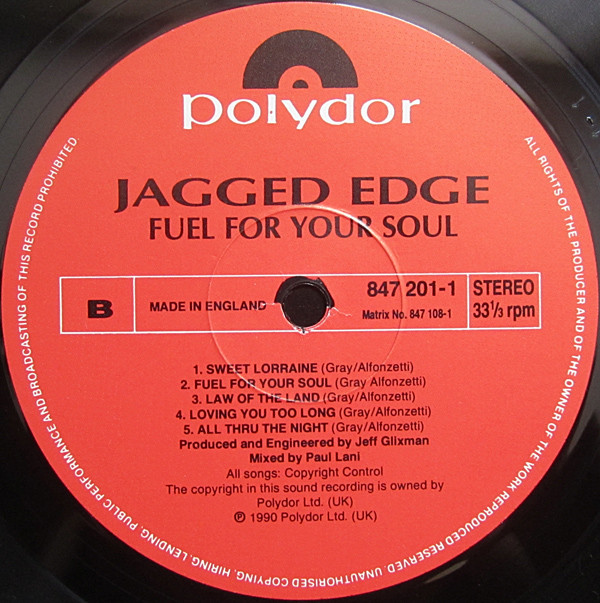 polydor
JAGGED EDGE
FUEL FOR YOUR SOUL
B
MADE IN ENGLAND
847 201-1
Matrix No. 847 108-1
STEREO
33⅓ rpm
1. SWEET LORRAINE (Gray/Alfonzetti)
2. FUEL FOR YOUR SOUL (Gray Alfonzetti)
3. LAW OF THE LAND (Gray/Alfonzetti)
4. LOVING YOU TOO LONG (Gray/Alfonzetti)
5. ALL THRU THE NIGHT (Gray/Alfonzetti)
Produced and Engineered by Jeff Glixman
Mixed by Paul Lani
All songs: Copyright Control
The copyright in this sound recording is owned by
Polydor Ltd. (UK)
℗ 1990 Polydor Ltd. (UK)
ALL RIGHTS OF THE PRODUCER AND OF THE OWNER OF THE WORK REPRODUCED RESERVED. UNAUTHORISED COPYING, HIRING, LENDING, PUBLIC PERFORMANCE AND BROADCASTING OF THIS RECORD PROHIBITED.